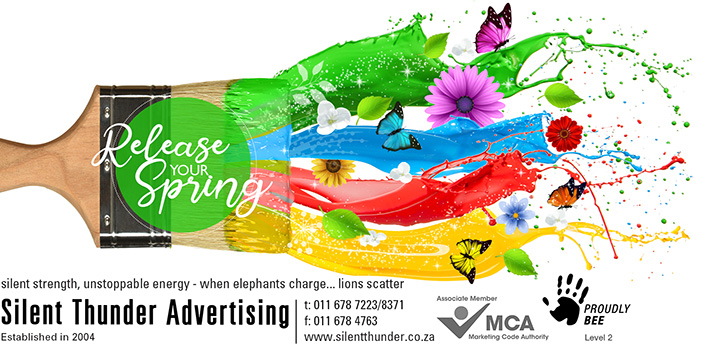 Release
YOUR
Spring
silent strength, unstoppable energy - when elephants charge... lions scatter
Silent Thunder Advertising
Established in 2004
t: 011 678 7223/8371
f: 011 678 4763
www.silentthunder.co.za
Associate Member
MCA
Marketing Code Authority
PROUDLY
BEE
Level 2